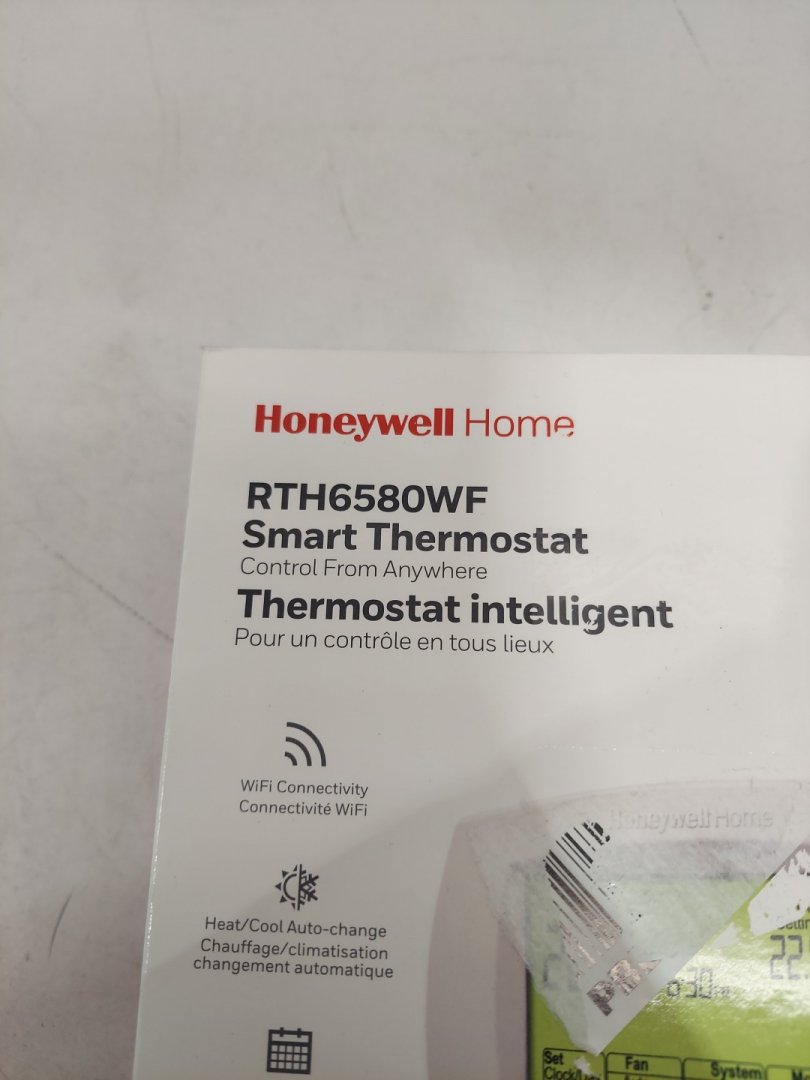 Honeywell Home
RTH6580WF
Smart Thermostat
Control From Anywhere
Thermostat intelligent
Pour un contrôle en tous lieux
WiFi Connectivity
Connectivité WiFi
Honeywell Home
Heat/Cool Auto-change
Chauffage/climatisation
changement automatique
Set
Fan
System